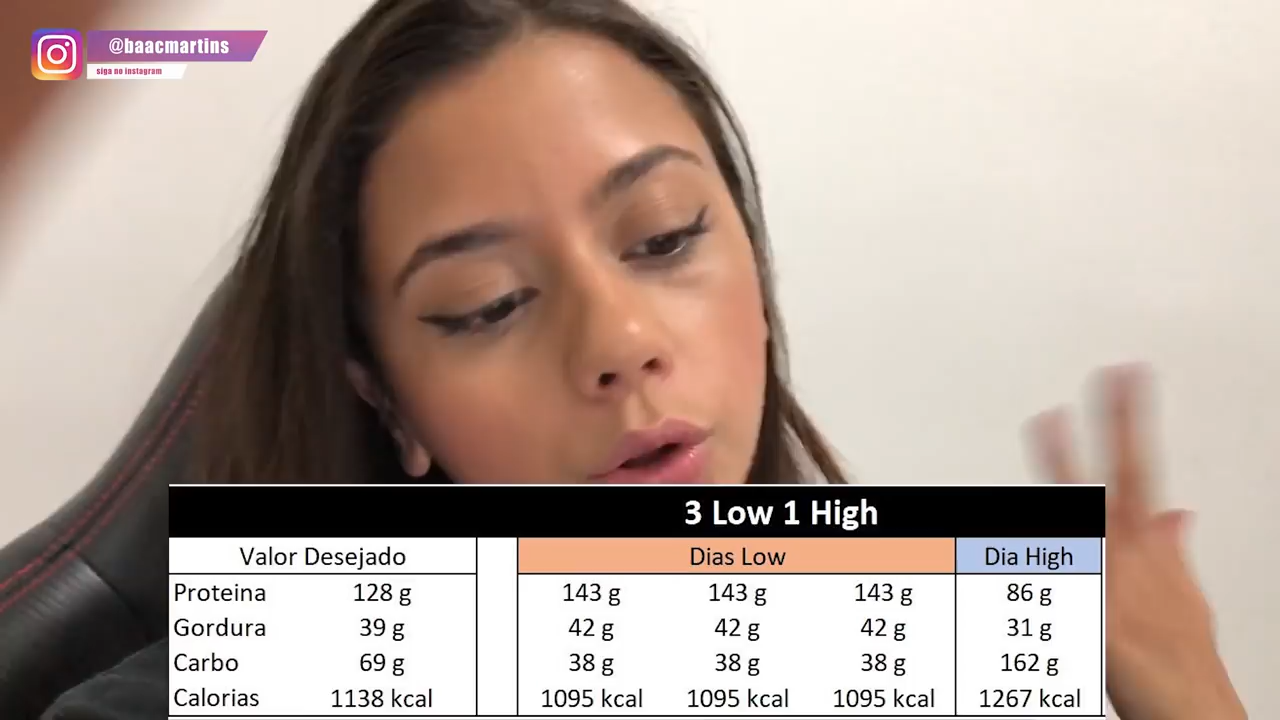 @baacmartins
siga no instagram
3 Low 1 High
Valor Desejado Dias Low Dia High
Proteina 128 g 143 g 143 g 143 g 86 g
Gordura 39 g 42 g 42 g 42 g 31 g
Carbo 69 g 38 g 38 g 38 g 162 g
Calorias 1138 kcal 1095 kcal 1095 kcal 1095 kcal 1267 kcal